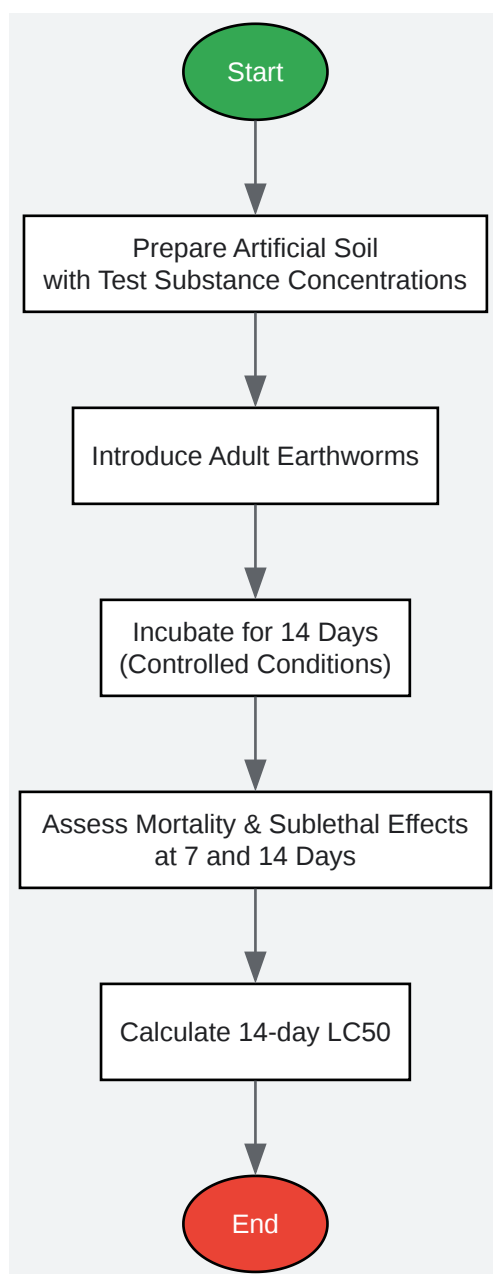 Start
Prepare Artificial Soil
with Test Substance Concentrations
Introduce Adult Earthworms
Incubate for 14 Days
(Controlled Conditions)
Assess Mortality & Sublethal Effects
at 7 and 14 Days
Calculate 14-day LC50
End